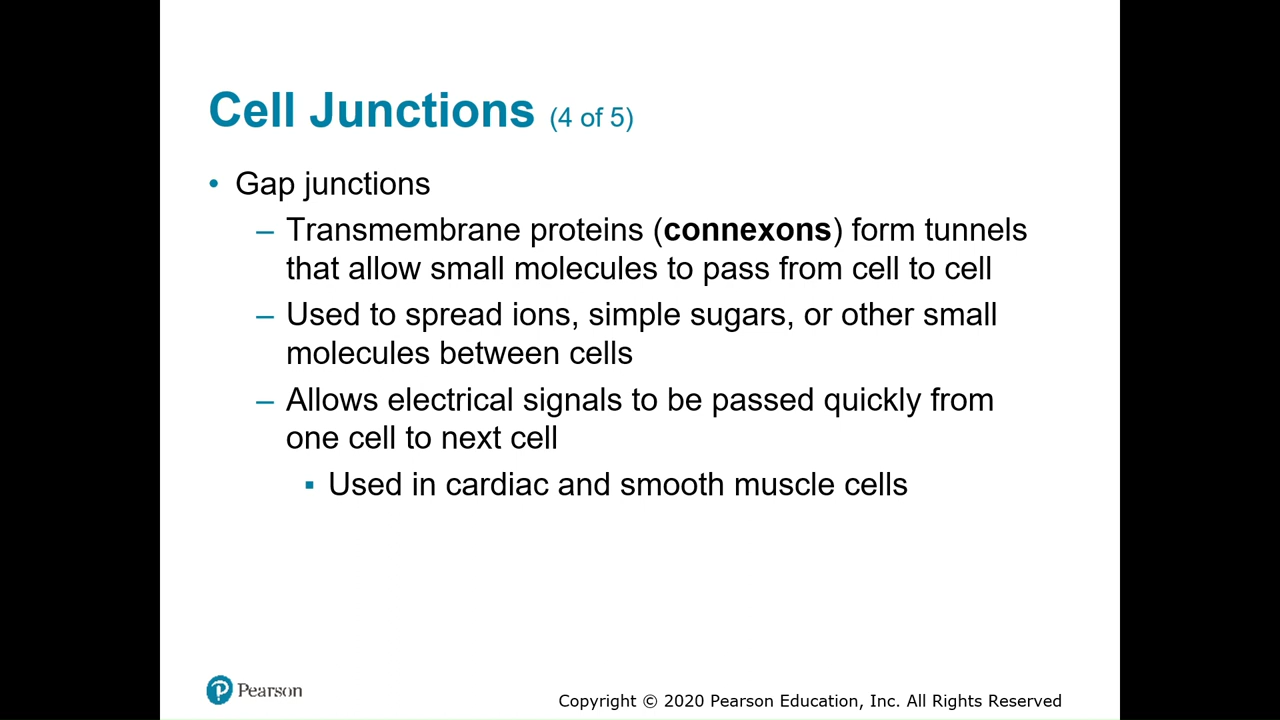 Cell Junctions (4 of 5)
• Gap junctions
– Transmembrane proteins (connexons) form tunnels
that allow small molecules to pass from cell to cell
– Used to spread ions, simple sugars, or other small
molecules between cells
– Allows electrical signals to be passed quickly from
one cell to next cell
▪ Used in cardiac and smooth muscle cells
Pearson
Copyright © 2020 Pearson Education, Inc. All Rights Reserved